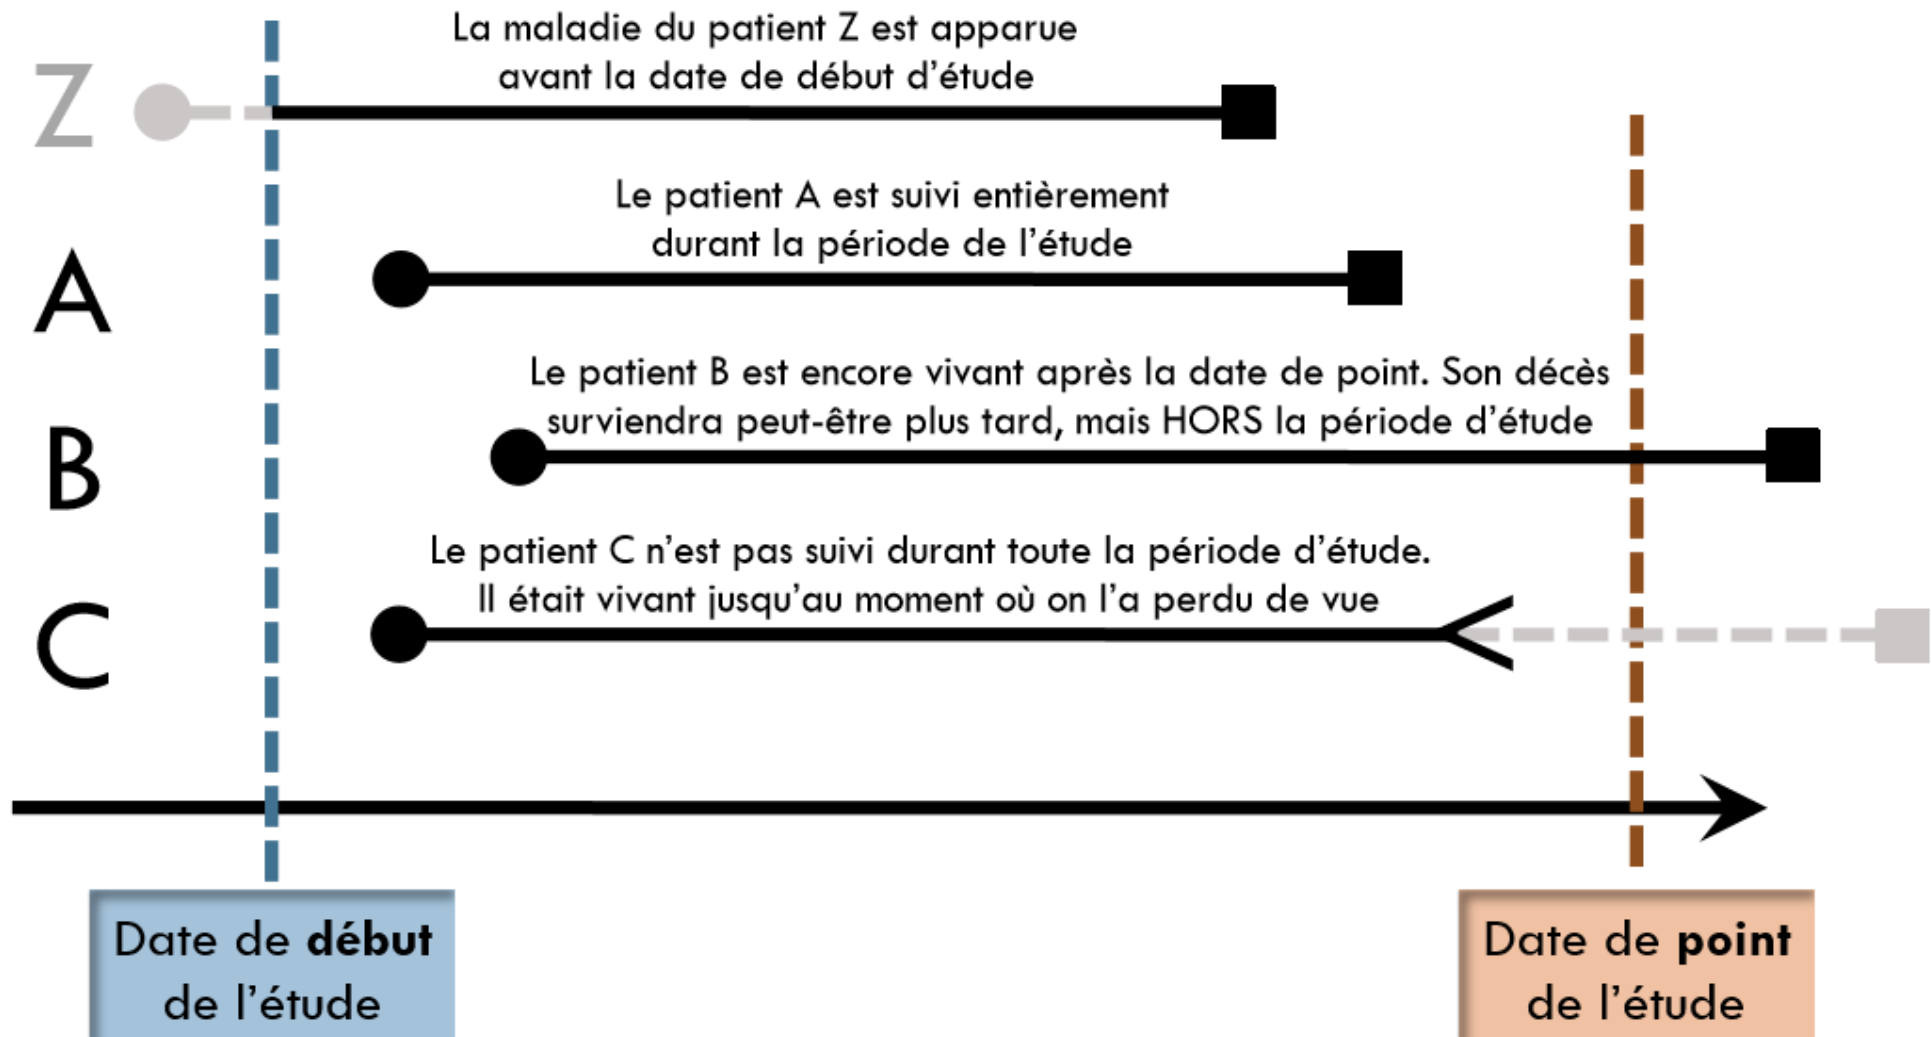 La maladie du patient Z est apparue
avant la date de début d'étude
Z
Le patient A est suivi entièrement
durant la période de l'étude
A
Le patient B est encore vivant après la date de point. Son décès
surviendra peut-être plus tard, mais HORS la période d'étude
B
Le patient C n'est pas suivi durant toute la période d'étude.
Il était vivant jusqu'au moment où on l'a perdu de vue
C
Date de début
de l'étude
Date de point
de l'étude